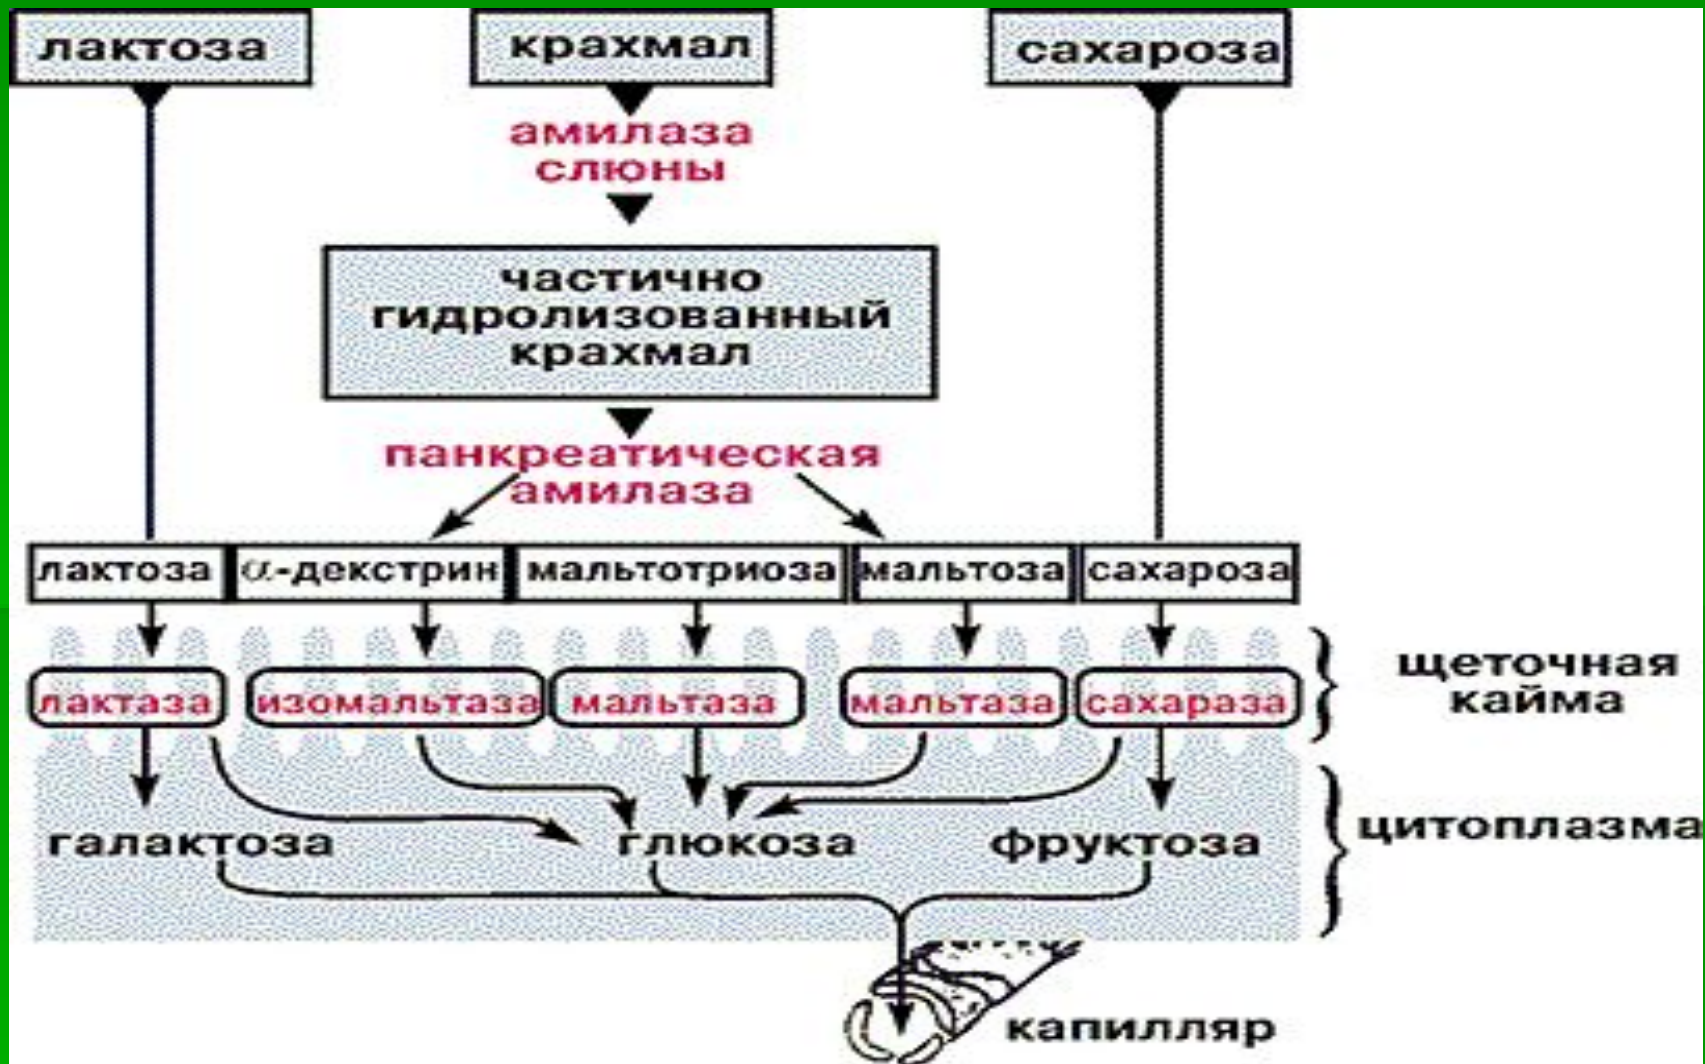 лактоза
крахмал
сахароза
амилаза
слюны
частично
гидролизованный
крахмал
панкреатическая
амилаза
лактоза
α-декстрин
мальтотриоза
мальтоза
сахароза
лактаза
изомальтаза
мальтаза
мальтаза
сахараза
щеточная
кайма
галактоза
глюкоза
фруктоза
цитоплазма
капилляр